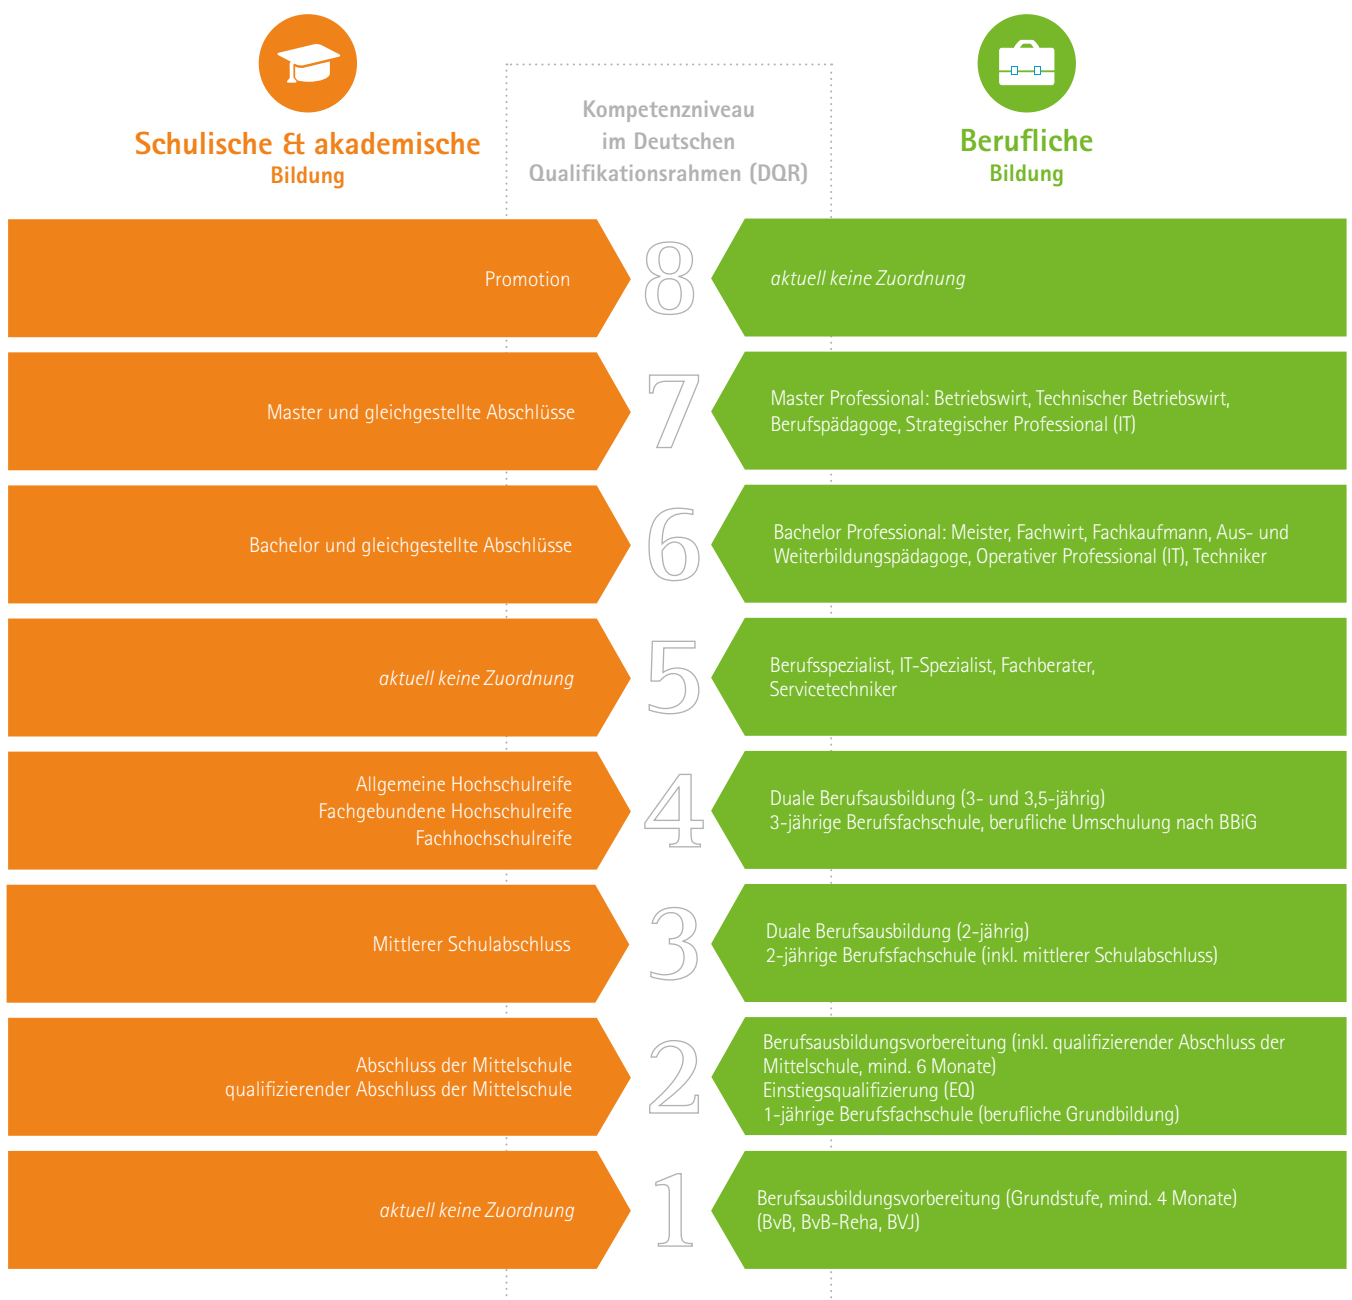 Schulische & akademische
Bildung
Kompetenzniveau
im Deutschen
Qualifikationsrahmen (DQR)
Berufliche
Bildung
Promotion
8
aktuell keine Zuordnung
Master und gleichgestellte Abschlüsse
7
Master Professional: Betriebswirt, Technischer Betriebswirt,
Berufspädagoge, Strategischer Professional (IT)
Bachelor und gleichgestellte Abschlüsse
6
Bachelor Professional: Meister, Fachwirt, Fachkaufmann, Aus- und
Weiterbildungspädagoge, Operativer Professional (IT), Techniker
aktuell keine Zuordnung
5
Berufsspezialist, IT-Spezialist, Fachberater,
Servicetechniker
Allgemeine Hochschulreife
Fachgebundene Hochschulreife
Fachhochschulreife
4
Duale Berufsausbildung (3- und 3,5-jährig)
3-jährige Berufsfachschule, berufliche Umschulung nach BBiG
Mittlerer Schulabschluss
3
Duale Berufsausbildung (2-jährig)
2-jährige Berufsfachschule (inkl. mittlerer Schulabschluss)
Abschluss der Mittelschule
qualifizierender Abschluss der Mittelschule
2
Berufsausbildungsvorbereitung (inkl. qualifizierender Abschluss der
Mittelschule, mind. 6 Monate)
Einstiegsqualifizierung (EQ)
1-jährige Berufsfachschule (berufliche Grundbildung)
aktuell keine Zuordnung
1
Berufsausbildungsvorbereitung (Grundstufe, mind. 4 Monate)
(BvB, BvB-Reha, BVJ)